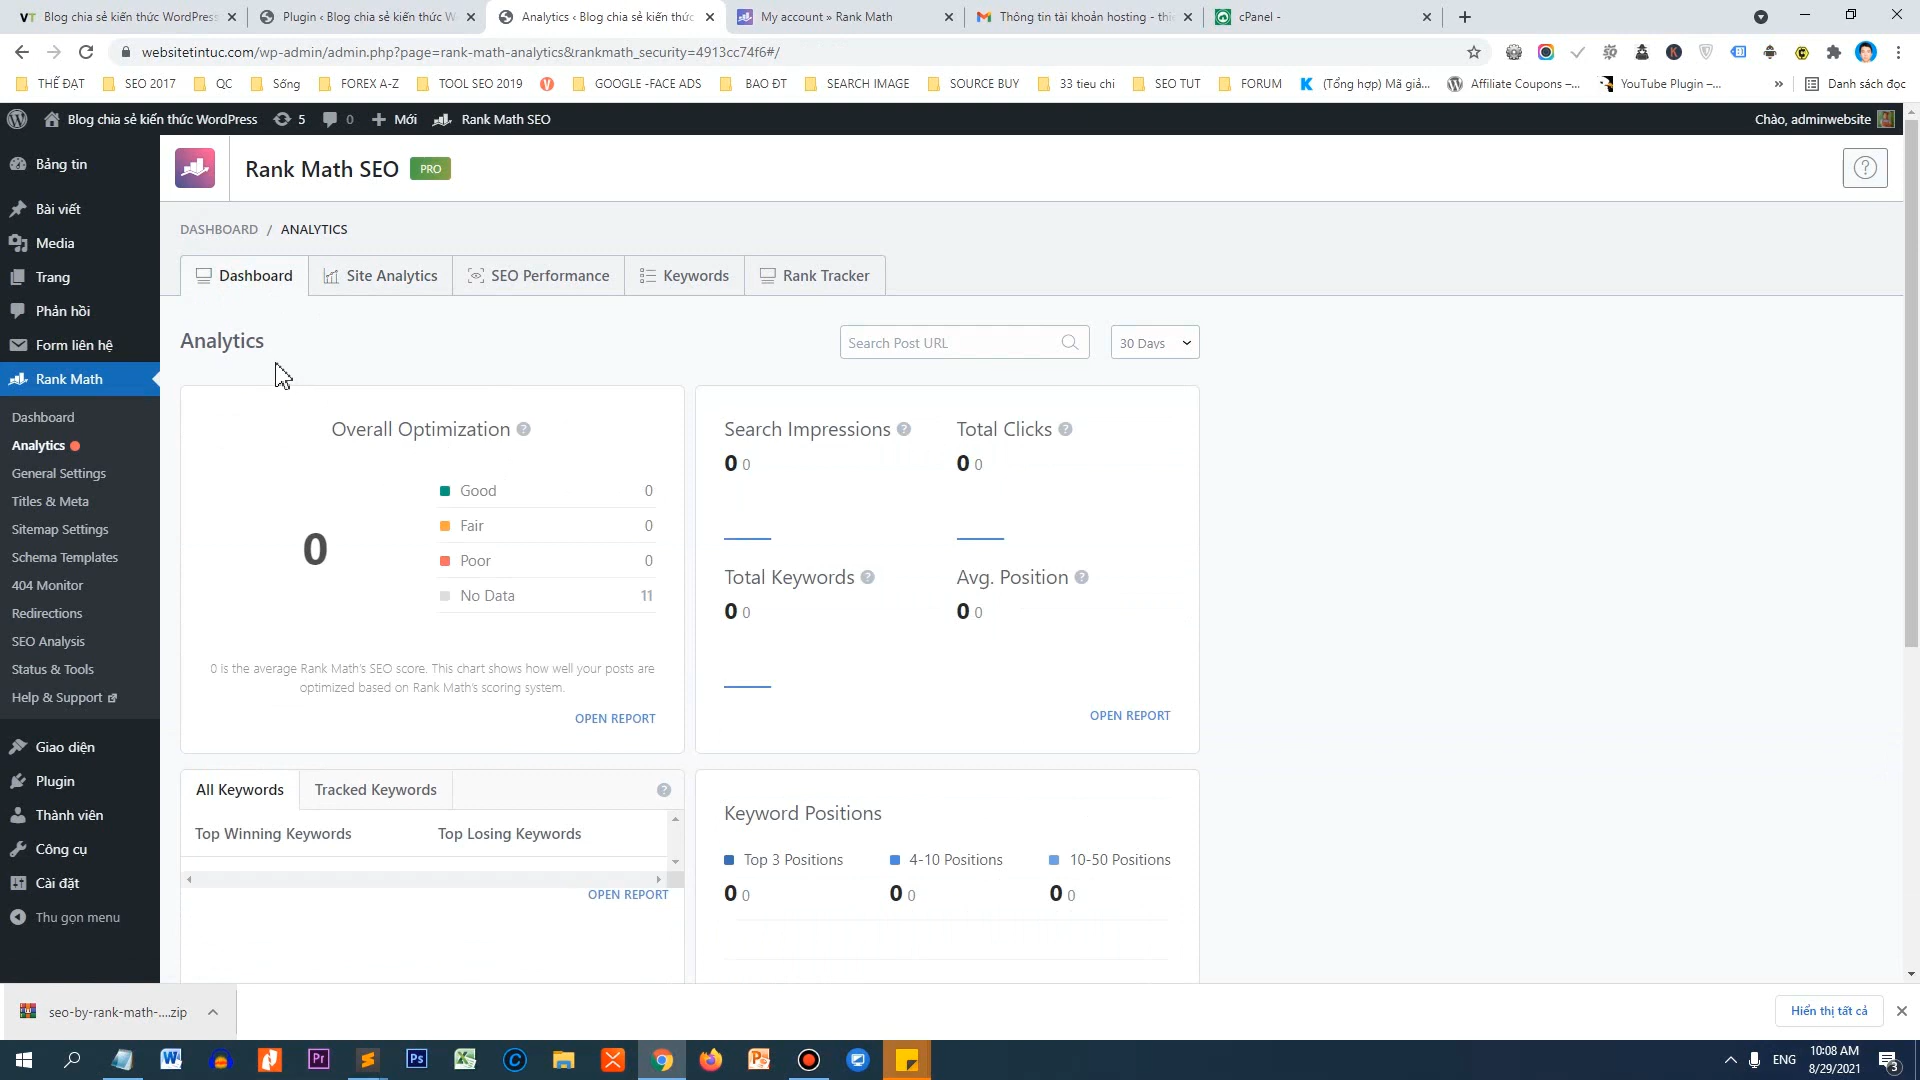 Blog chia sẻ kiến thức WordPress
Plugin ‹ Blog chia sẻ kiến thức W
Analytics ‹ Blog chia sẻ kiến thức
My account » Rank Math
Thông tin tài khoản hosting - thi
cPanel -
websitetintuc.com/wp-admin/admin.php?page=rank-math-analytics&rankmath_security=4913cc74f6#/
THẺ ĐẠT
SEO 2017
QC
Sống
FOREX A-Z
TOOL SEO 2019
GOOGLE -FACE ADS
BAO ĐT
SEARCH IMAGE
SOURCE BUY
33 tieu chi
SEO TUT
FORUM
(Tổng hợp) Mã giả...
Affiliate Coupons –...
YouTube Plugin –...
»
Danh sách đọc
Blog chia sẻ kiến thức WordPress
5
0
Mới
Rank Math SEO
Chào, adminwebsite
Bảng tin
Bài viết
Media
Trang
Phản hồi
Form liên hệ
Rank Math
Dashboard
Analytics
General Settings
Titles & Meta
Sitemap Settings
Schema Templates
404 Monitor
Redirections
SEO Analysis
Status & Tools
Help & Support
Giao diện
Plugin
Thành viên
Công cụ
Cài đặt
Thu gọn menu
Rank Math SEO
PRO
DASHBOARD / ANALYTICS
Dashboard
Site Analytics
SEO Performance
Keywords
Rank Tracker
Analytics
Search Post URL
30 Days
Overall Optimization
0
Good 0
Fair 0
Poor 0
No Data 11
0 is the average Rank Math's SEO score. This chart shows how well your posts are
optimized based on Rank Math's scoring system.
OPEN REPORT
Search Impressions
0 0
Total Clicks
0 0
Total Keywords
0 0
Avg. Position
0 0
OPEN REPORT
All Keywords
Tracked Keywords
Top Winning Keywords
Top Losing Keywords
OPEN REPORT
Keyword Positions
Top 3 Positions
4-10 Positions
10-50 Positions
0 0
0 0
0 0
seo-by-rank-math-....zip
Hiển thị tất cả
ENG
10:08 AM
8/29/2021
3